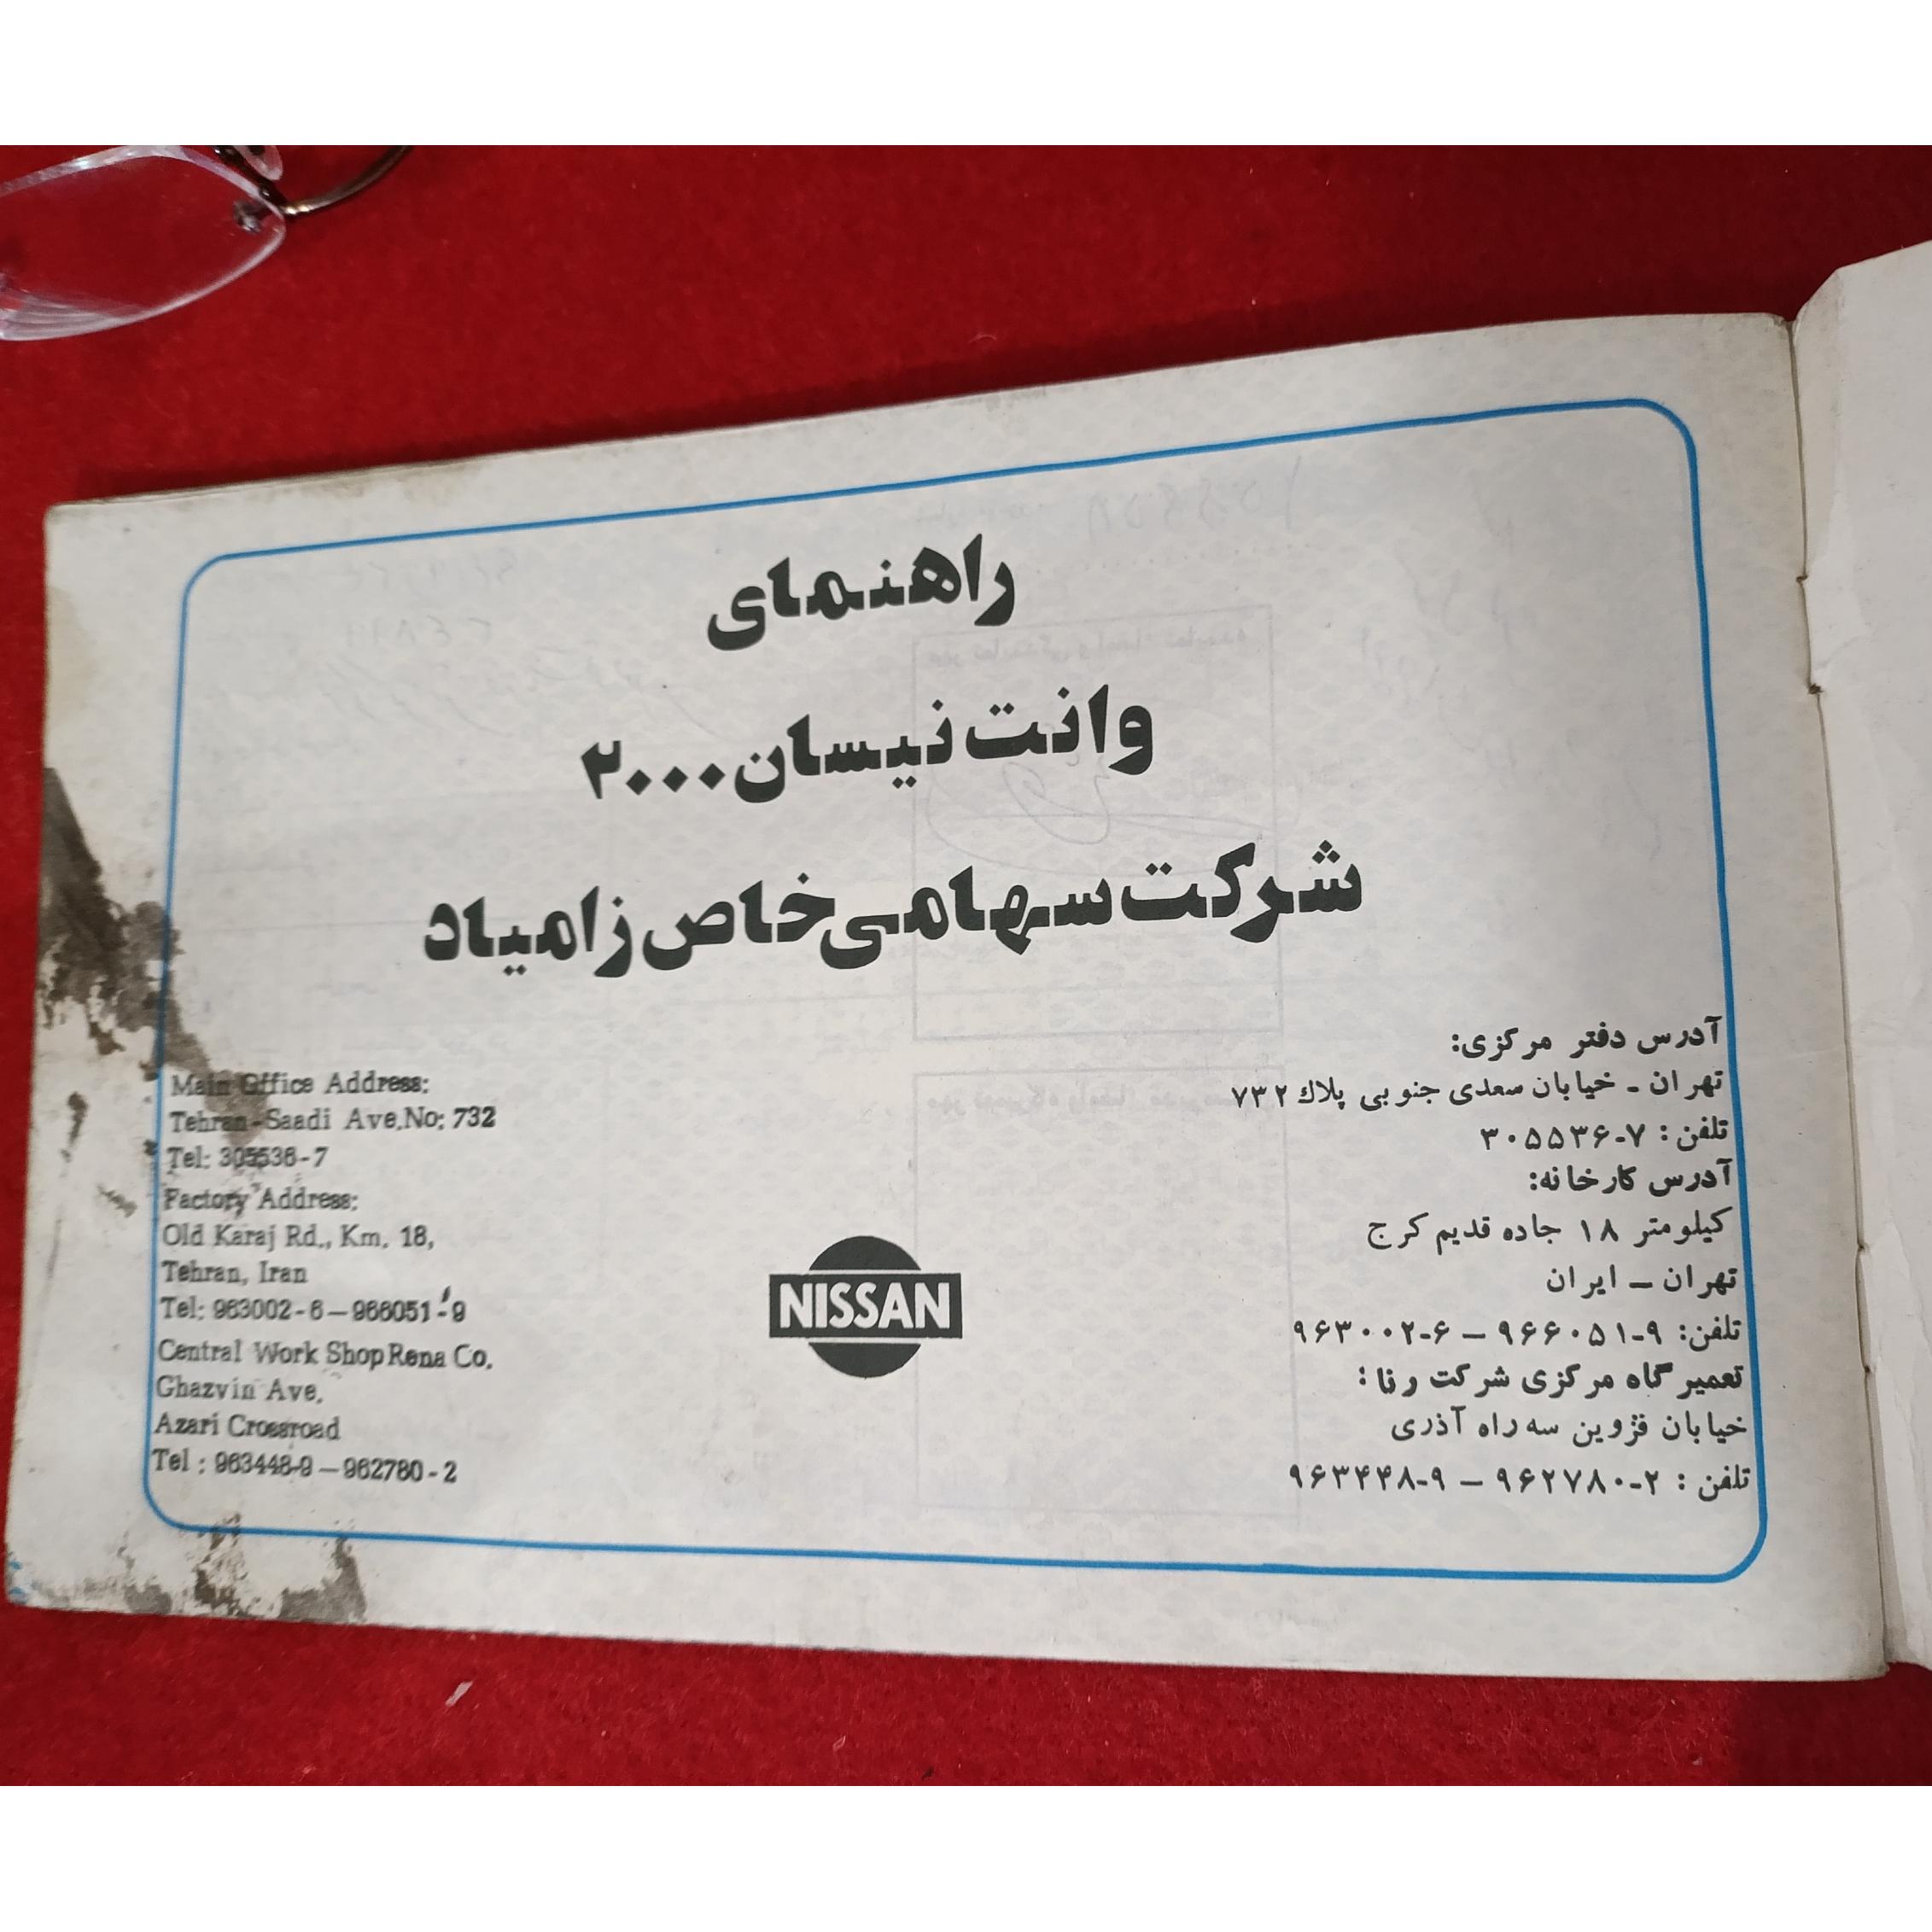 راهنمای
وانت نیسان ۲۰۰۰
شرکت سهامی خاص زامیاد
آدرس دفتر مرکزی:
تهران - خیابان سعدی جنوبی پلاك ۷۳۲
تلفن: ۷-۳۰۵۵۳۶
آدرس کارخانه:
کیلومتر ۱۸ جاده قدیم کرج
تهران – ایران
تلفن: ۹-۹۶۶۰۵۱ – ۶-۹۶۳۰۰۲
تعمیرگاه مرکزی شرکت رنا:
خیابان قزوین سه راه آذری
تلفن: ۲-۹۶۲۷۸۰ – ۹-۹۶۳۴۴۸
Main Office Address:
Tehran-Saadi Ave.No: 732
Tel: 305536-7
Factory Address:
Old Karaj Rd., Km. 18,
Tehran, Iran
Tel: 963002-6–966051-9
Central Work Shop Rena Co.
Ghazvin Ave.
Azari Crossroad
Tel : 963448-9–962780-2
NISSAN